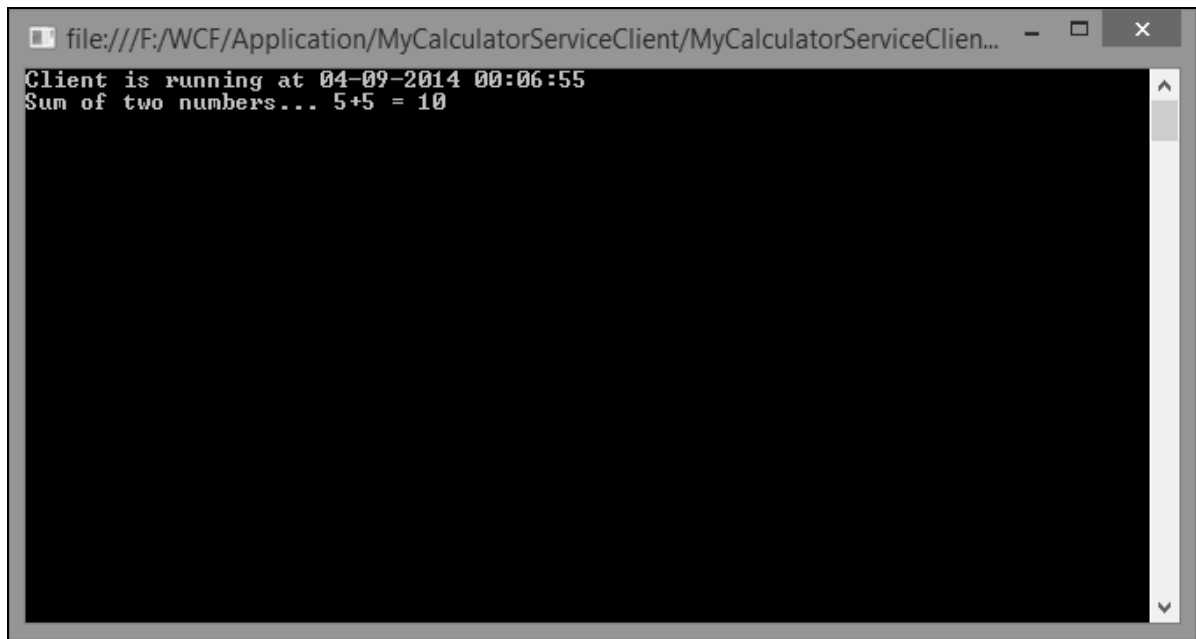 file:///F:/WCF/Application/MyCalculatorServiceClient/MyCalculatorServiceClien...
Client is running at 04-09-2014 00:06:55
Sum of two numbers... 5+5 = 10